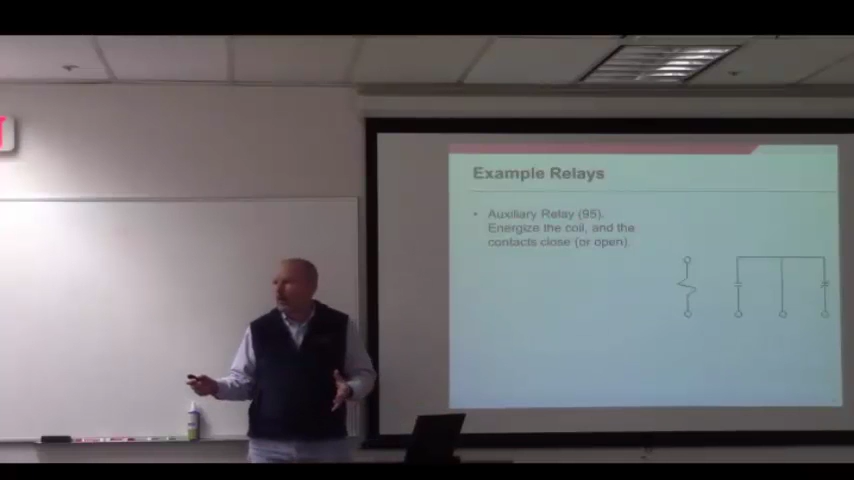 Example Relays
• Auxiliary Relay (95).
Energize the coil, and the
contacts close (or open).